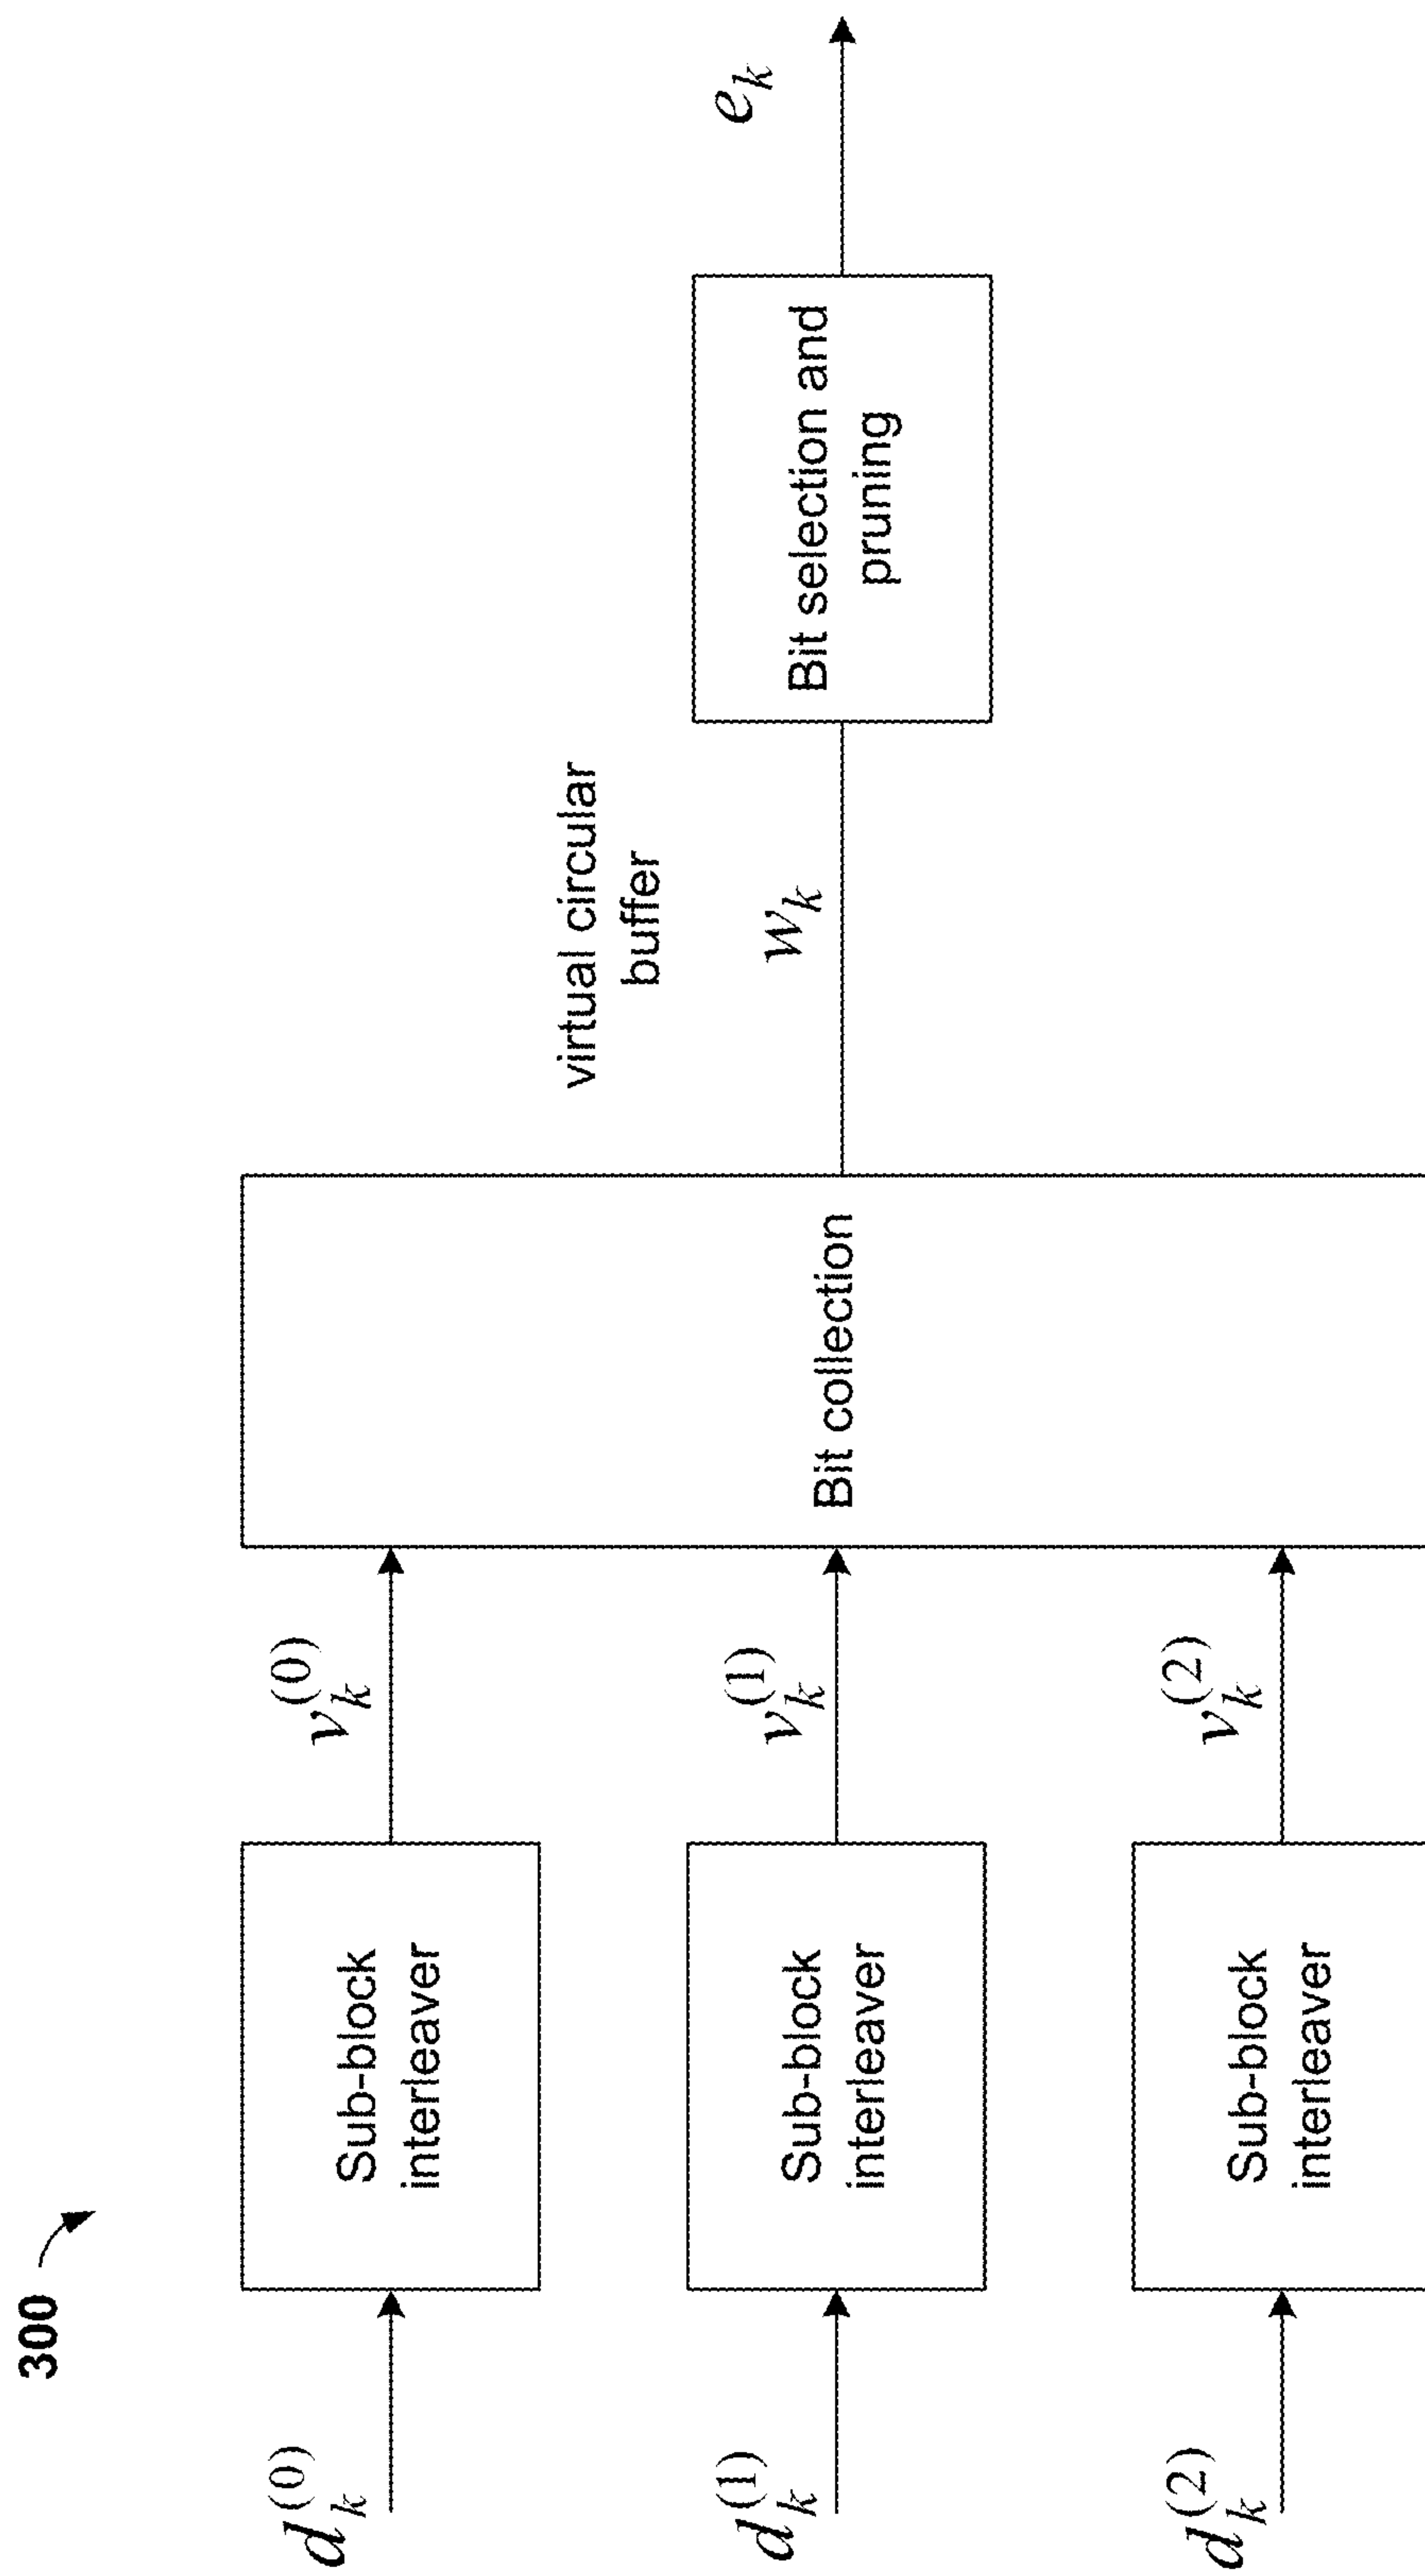 300
d_k^(0)
Sub-block
interleaver
v_k^(0)
d_k^(1)
Sub-block
interleaver
v_k^(1)
d_k^(2)
Sub-block
interleaver
v_k^(2)
Bit collection
virtual circular
buffer
w_k
Bit selection and
pruning
e_k